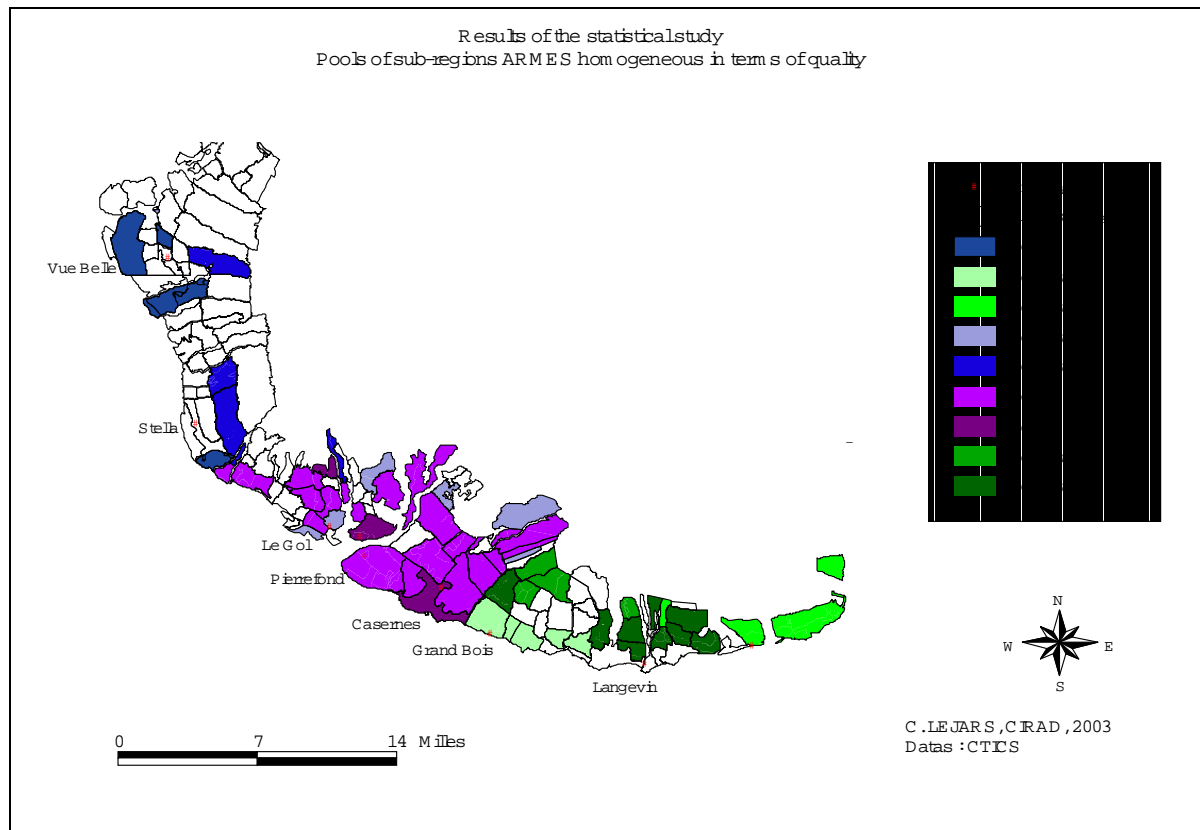 Results of the statistical study
Pools of sub-regions ARMES homogeneous in terms of quality
Vue Belle
Stella
Le Gol
Pierrefond
Casernes
Grand Bois
Langevin
N
W E
S
0 7 14 Milles
C. LEJARS, CIRAD, 2003
Datas : CTICS